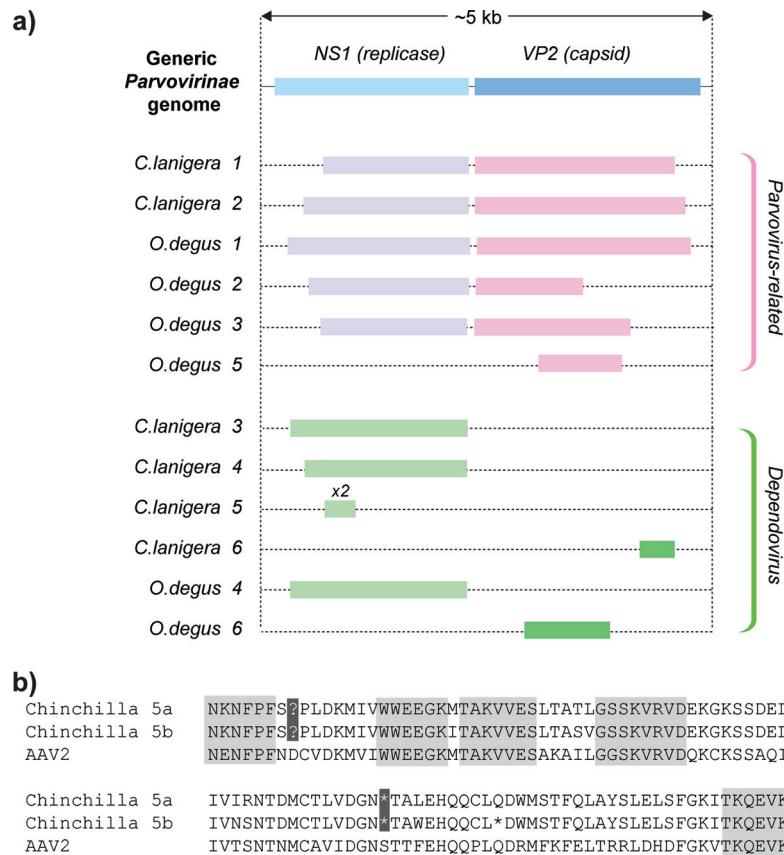 a)
~5 kb
Generic Parvovirinae genome
NS1 (replicase)
VP2 (capsid)
C.lanigera 1
C.lanigera 2
O.degus 1
O.degus 2
O.degus 3
O.degus 5
Parvovirus-related
C.lanigera 3
C.lanigera 4
x2
C.lanigera 5
C.lanigera 6
O.degus 4
O.degus 6
Dependovirus
b)
Chinchilla 5a NKNFPFS?PLDKMIVWWEEGKMTAKVVESLTATLGSSKVRVDEKGKSSDEI
Chinchilla 5b NKNFPFS?PLDKMIVWWEEGKITAKVVESLTASVGSSKVRVDEKGKSSDEI
AAV2 NENFPFNDCVDKMVIWWEEGKMTAKVVESAKAILGGSKVRVDQKCKSSAQI
Chinchilla 5a IVIRNTDMCTLVDGN*TALEHQQCLQDWMSTFQLAYSLELSFGKITKQEVK
Chinchilla 5b IVNSNTDMCTLVDGN*TAWEHQQCL*DWMSTFQLAYSLELSFGKITKQEVK
AAV2 IVTSNTNMCAVIDGNSTTFEHQQPLQDRMFKFELTRRLDHDFGKVTKQEVK